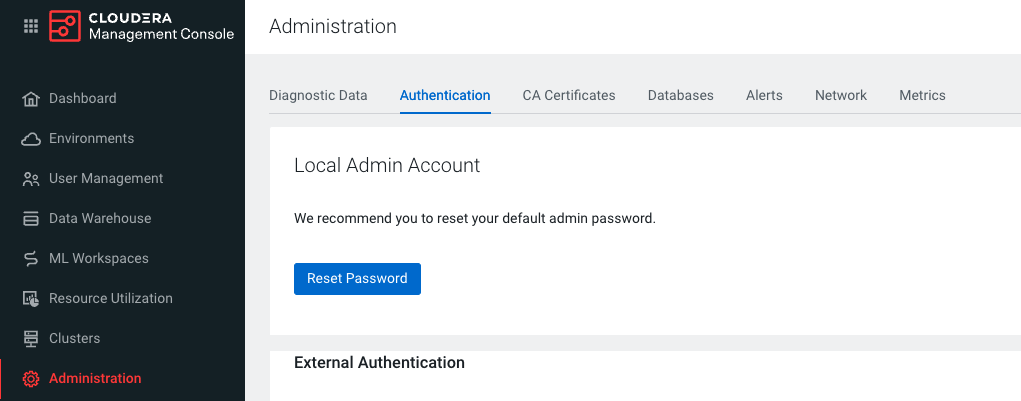 CLOUDERA
Management Console
Dashboard
Environments
User Management
Data Warehouse
ML Workspaces
Resource Utilization
Clusters
Administration
Administration
Diagnostic Data Authentication CA Certificates Databases Alerts Network Metrics
Local Admin Account
We recommend you to reset your default admin password.
Reset Password
External Authentication